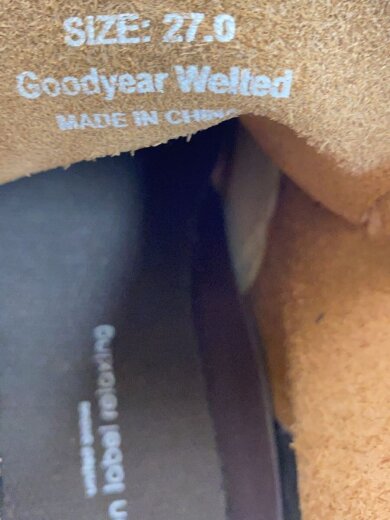 SIZE: 27.0
Goodyear Welted
MADE IN CHINA
label relaxing